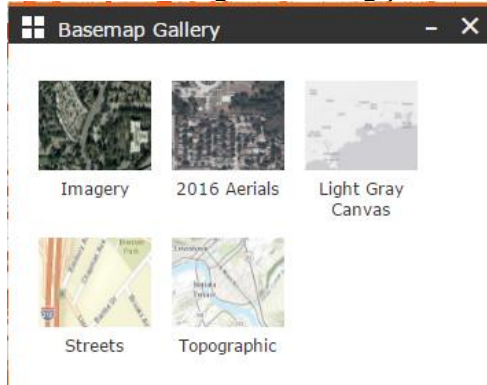 Basemap Gallery
Imagery
2016 Aerials
Light Gray
Canvas
Streets
Topographic